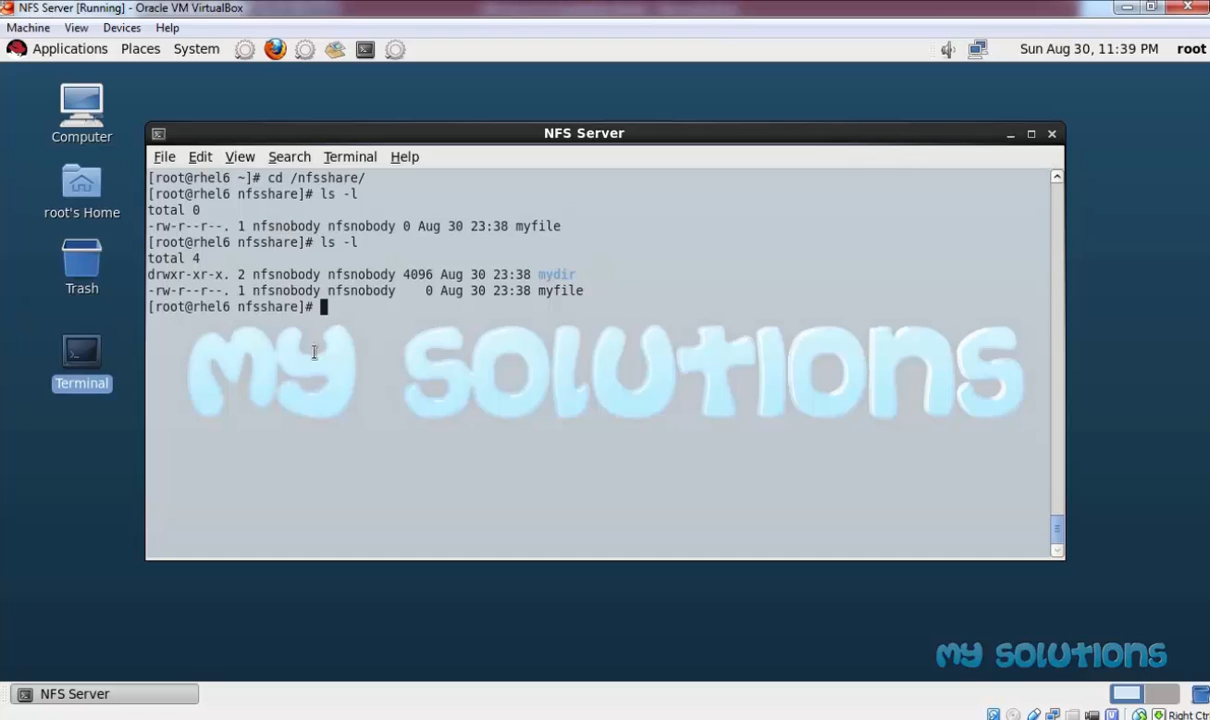 NFS Server [Running] - Oracle VM VirtualBox
Machine View Devices Help
Applications Places System Sun Aug 30, 11:39 PM root
Computer
root's Home
Trash
Terminal
NFS Server
File Edit View Search Terminal Help
[root@rhel6 ~]# cd /nfsshare/
[root@rhel6 nfsshare]# ls -l
total 0
-rw-r--r--. 1 nfsnobody nfsnobody 0 Aug 30 23:38 myfile
[root@rhel6 nfsshare]# ls -l
total 4
drwxr-xr-x. 2 nfsnobody nfsnobody 4096 Aug 30 23:38 mydir
-rw-r--r--. 1 nfsnobody nfsnobody    0 Aug 30 23:38 myfile
[root@rhel6 nfsshare]#
my solutions
my solutions
NFS Server
Right Ctr